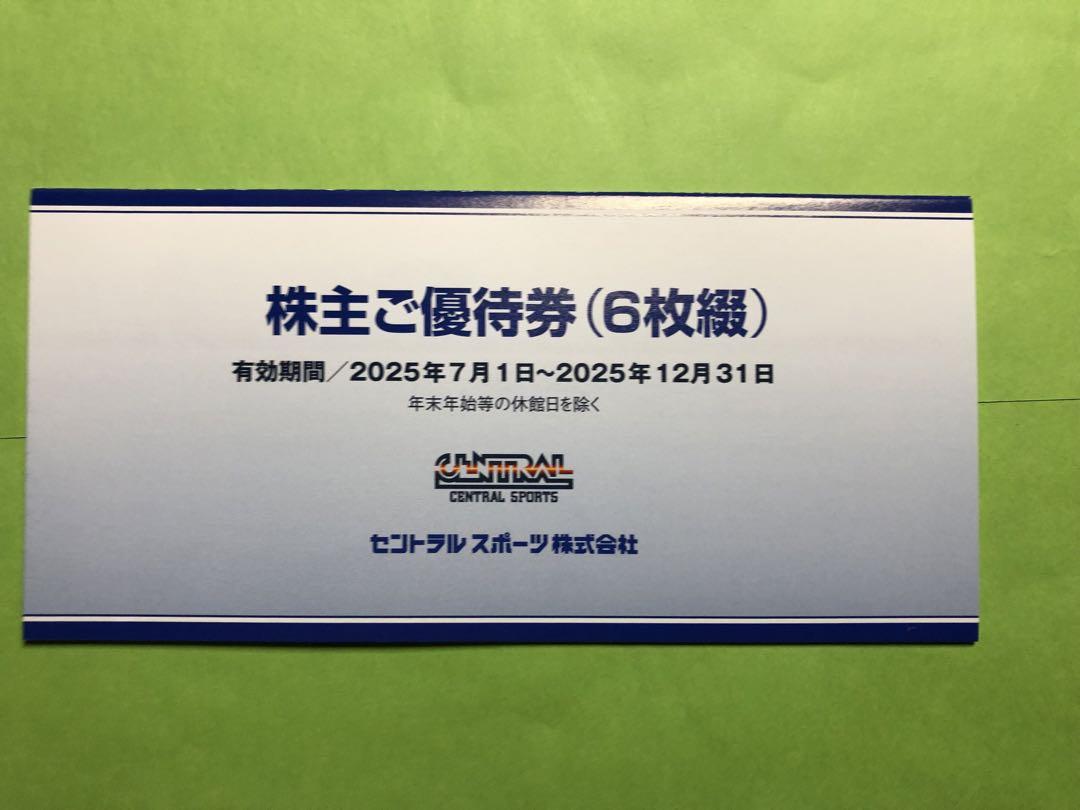 株主ご優待券（6枚綴）
有効期間／2025年7月1日～2025年12月31日
年末年始等の休館日を除く
CENTRAL
CENTRAL SPORTS
セントラルスポーツ株式会社